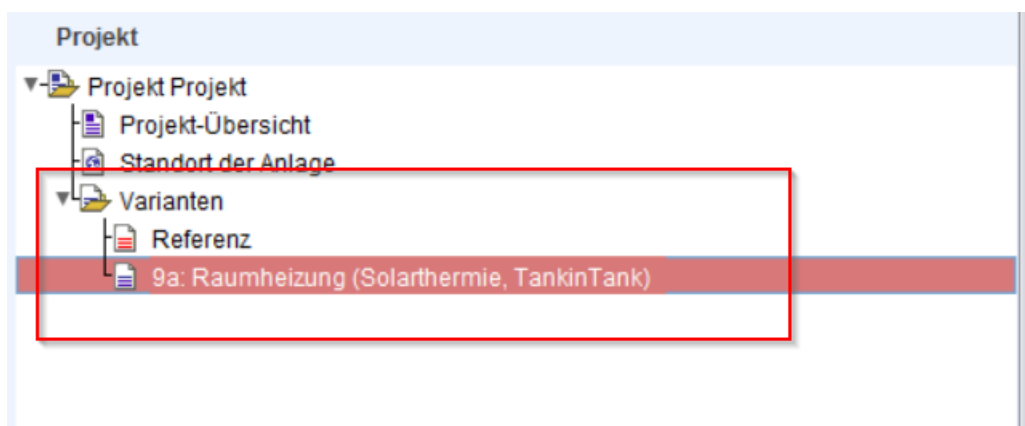 Projekt
Projekt Projekt
Projekt-Übersicht
Standort der Anlage
Varianten
Referenz
9a: Raumheizung (Solarthermie, TankinTank)